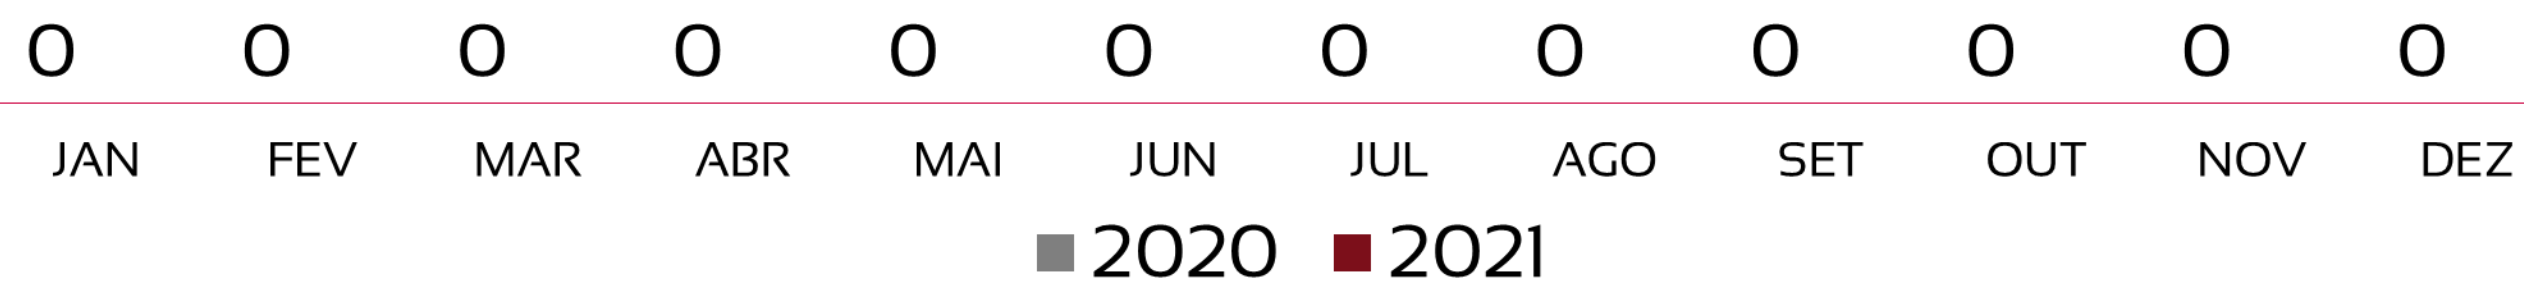 0 0 0 0 0 0 0 0 0 0 0 0
JAN FEV MAR ABR MAI JUN JUL AGO SET OUT NOV DEZ
2020 2021